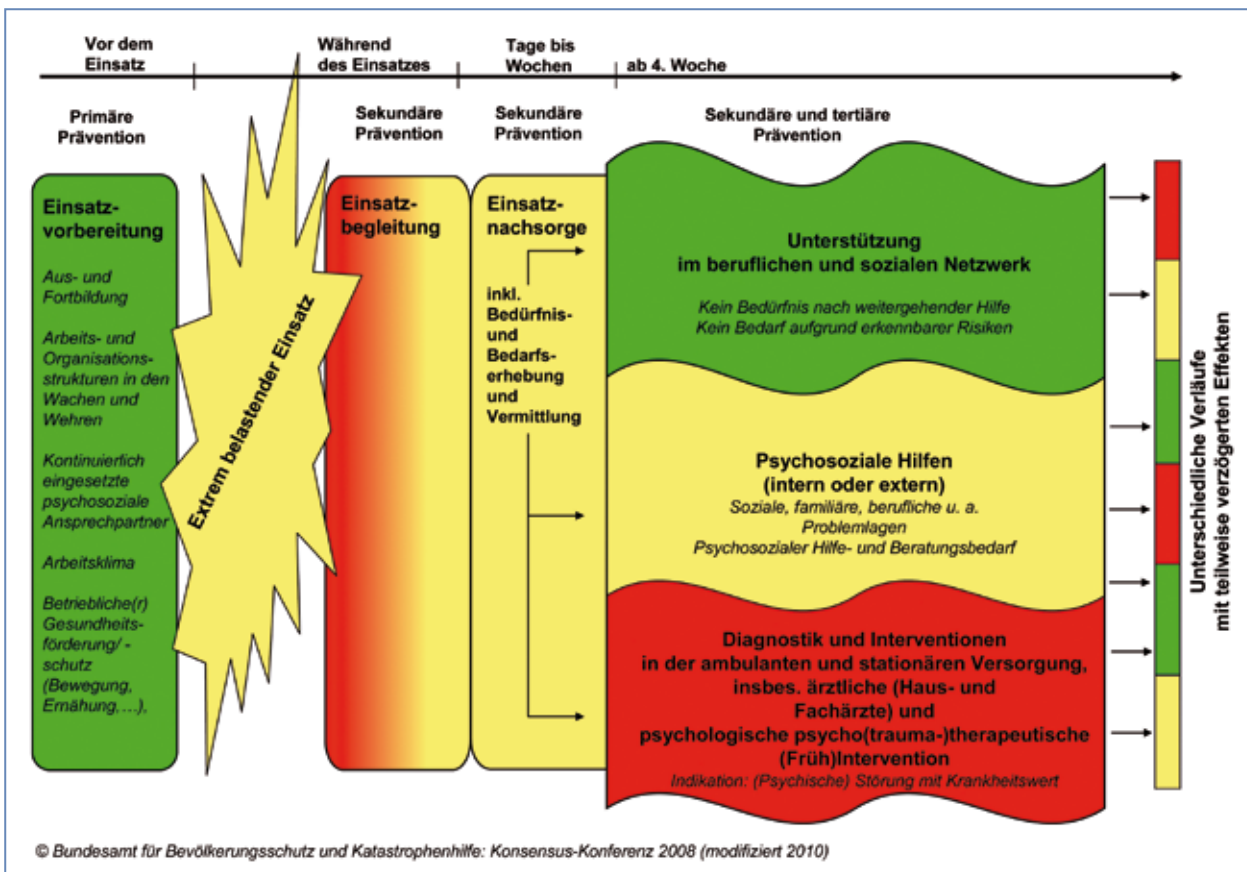 Vor dem
Einsatz
Während
des Einsatzes
Tage bis
Wochen
ab 4. Woche
Primäre
Prävention
Sekundäre
Prävention
Sekundäre
Prävention
Sekundäre und tertiäre
Prävention
Einsatz-
vorbereitung
Aus- und
Fortbildung
Arbeits- und
Organisations-
strukturen in den
Wachen und
Wehren
Kontinuierlich
eingesetzte
psychosoziale
Ansprechpartner
Arbeitsklima
Betriebliche(r)
Gesundheits-
förderung/ -
schutz
(Bewegung,
Ernährung,…),
Extrem belastender Einsatz
Einsatz-
begleitung
Einsatz-
nachsorge
inkl.
Bedürfnis-
und
Bedarfs-
erhebung
und
Vermittlung
Unterstützung
im beruflichen und sozialen Netzwerk
Kein Bedürfnis nach weitergehender Hilfe
Kein Bedarf aufgrund erkennbarer Risiken
Psychosoziale Hilfen
(intern oder extern)
Soziale, familiäre, berufliche u. a.
Problemlagen
Psychosozialer Hilfe- und Beratungsbedarf
Diagnostik und Interventionen
in der ambulanten und stationären Versorgung,
insbes. ärztliche (Haus- und
Fachärzte) und
psychologische psycho(trauma-)therapeutische
(Früh)Intervention
Indikation: (Psychische) Störung mit Krankheitswert
Unterschiedliche Verläufe
mit teilweise verzögerten Effekten
© Bundesamt für Bevölkerungsschutz und Katastrophenhilfe: Konsensus-Konferenz 2008 (modifiziert 2010)